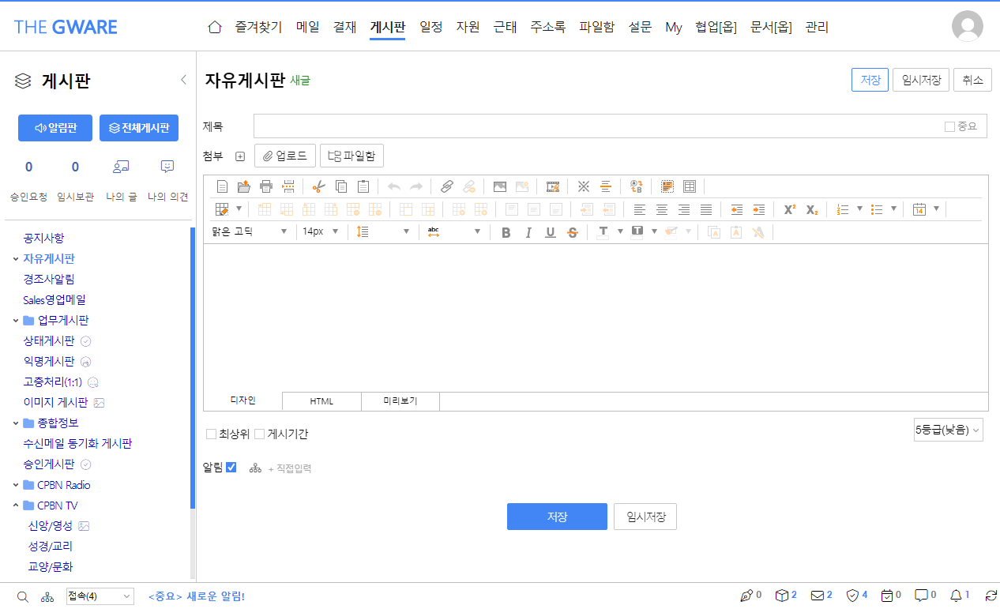 THE GWARE
즐겨찾기 메일 결재 게시판 일정 자원 근태 주소록 파일함 설문 My 협업[옵] 문서[옵] 관리
게시판
알림판 전체게시판
0 0
승인요청 임시보관 나의 글 나의 의견
공지사항
자유게시판
경조사알림
Sales영업메일
업무게시판
상태게시판
익명게시판
고충처리(1:1)
이미지 게시판
종합정보
수신메일 동기화 게시판
승인게시판
CPBN Radio
CPBN TV
신앙/영성
성경/교리
교양/문화
자유게시판 새글
저장 임시저장 취소
제목 중요
첨부 업로드 파일함
맑은 고딕 14px abc B I U S T T
디자인 HTML 미리보기
최상위 게시기간 5등급(낮음)
알림 + 직접입력
저장 임시저장
접속(4) <중요> 새로운 알림! 0 2 2 4 0 0 1